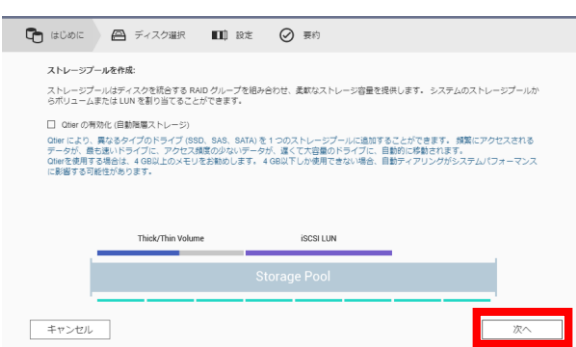 はじめに ディスク選択 設定 要約
ストレージプールを作成:
ストレージプールはディスクを統合する RAID グループを組み合わせ、柔軟なストレージ容量を提供します。 システムのストレージプールか
らボリュームまたは LUN を割り当てることができます。
Qtier の有効化 (自動階層ストレージ)
Qtier により、異なるタイプのドライブ (SSD、SAS、SATA) を 1 つのストレージプールに追加することができます。 頻繁にアクセスされる
データが、最も速いドライブに、アクセス頻度の少ないデータが、遅くて大容量のドライブに、自動的に移動されます。
Qtierを使用する場合は、4 GB以上のメモリをお勧めします。 4 GB以下しか使用できない場合、自動ティアリングがシステムパフォーマンス
に影響する可能性があります。
Thick/Thin Volume iSCSI LUN
Storage Pool
キャンセル 次へ